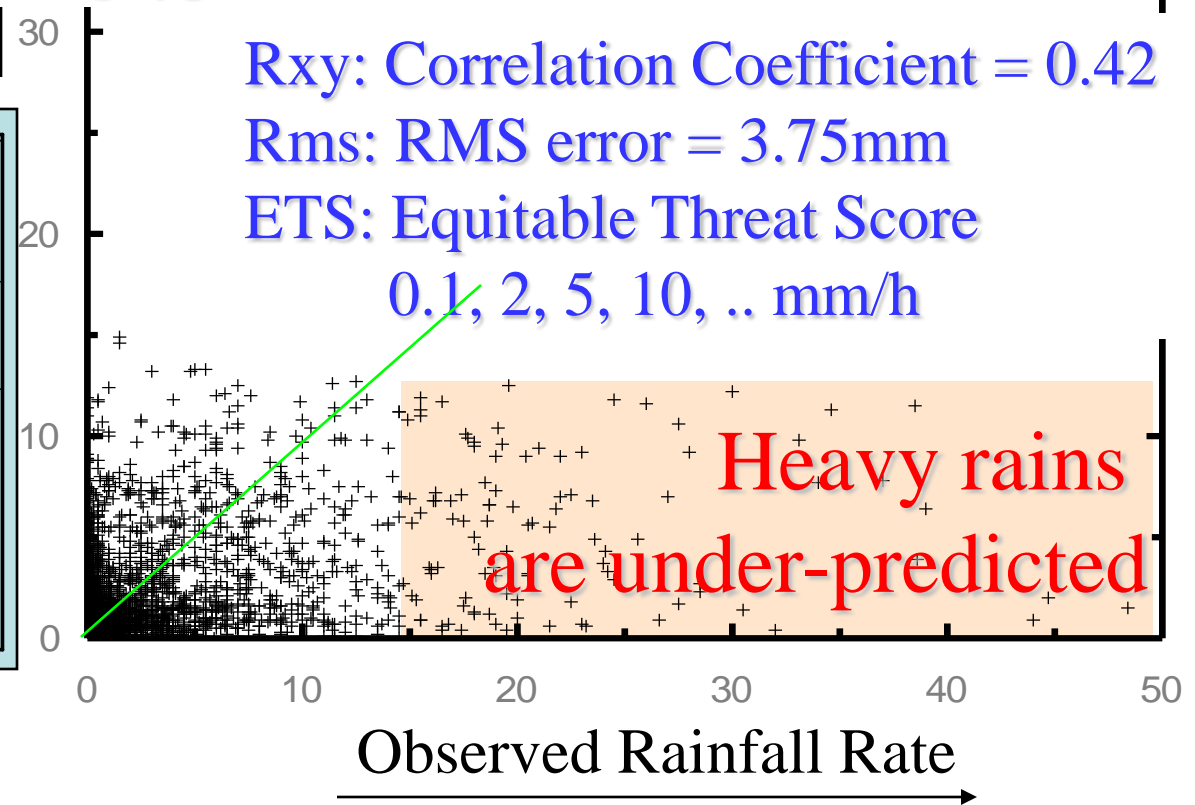 30
Rxy: Correlation Coefficient = 0.42
Rms: RMS error = 3.75mm
20
ETS: Equitable Threat Score
0.1, 2, 5, 10, .. mm/h
10
Heavy rains
are under-predicted
0
0 10 20 30 40 50
Observed Rainfall Rate